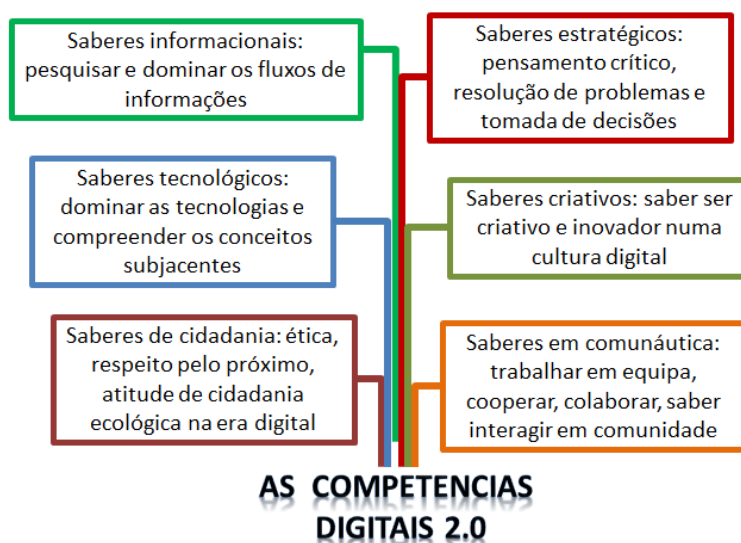 Saberes informacionais:
pesquisar e dominar os fluxos de
informações
Saberes estratégicos:
pensamento crítico,
resolução de problemas e
tomada de decisões
Saberes tecnológicos:
dominar as tecnologias e
compreender os conceitos
subjacentes
Saberes criativos: saber ser
criativo e inovador numa
cultura digital
Saberes de cidadania: ética,
respeito pelo próximo,
atitude de cidadania
ecológica na era digital
Saberes em comunáutica:
trabalhar em equipa,
cooperar, colaborar, saber
interagir em comunidade
AS COMPETENCIAS
DIGITAIS 2.0